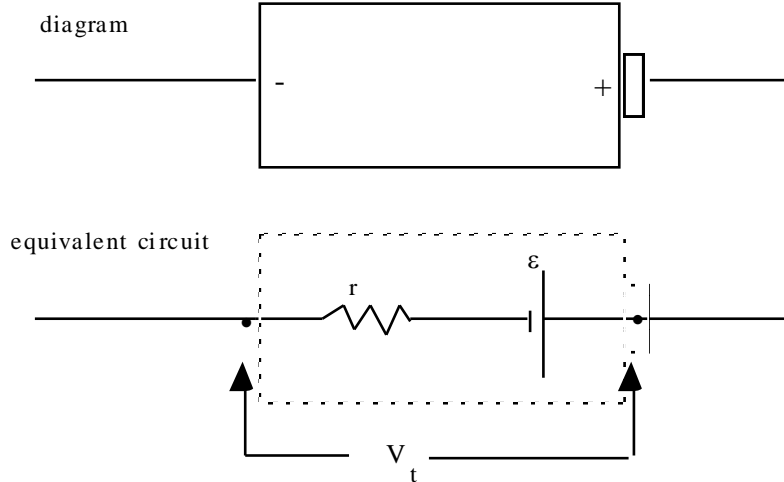 diagram
- +
equivalent circuit
ε
r
V
t